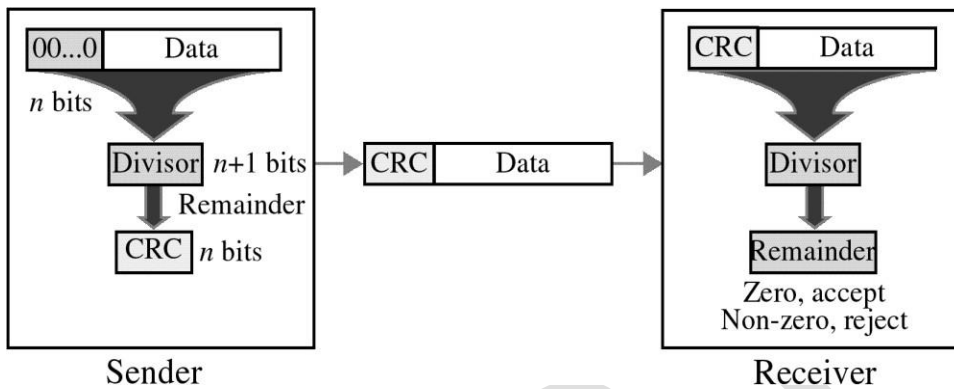 00...0 Data
n bits
Divisor n+1 bits
Remainder
CRC n bits
Sender
CRC Data
CRC Data
Divisor
Remainder
Zero, accept
Non-zero, reject
Receiver